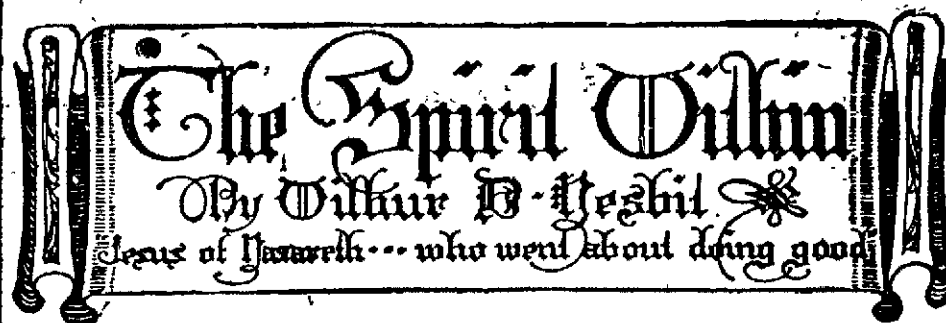 The Spirit Within
By Wilbur D. Nesbit
Jesus of Nazareth--- who went about doing good